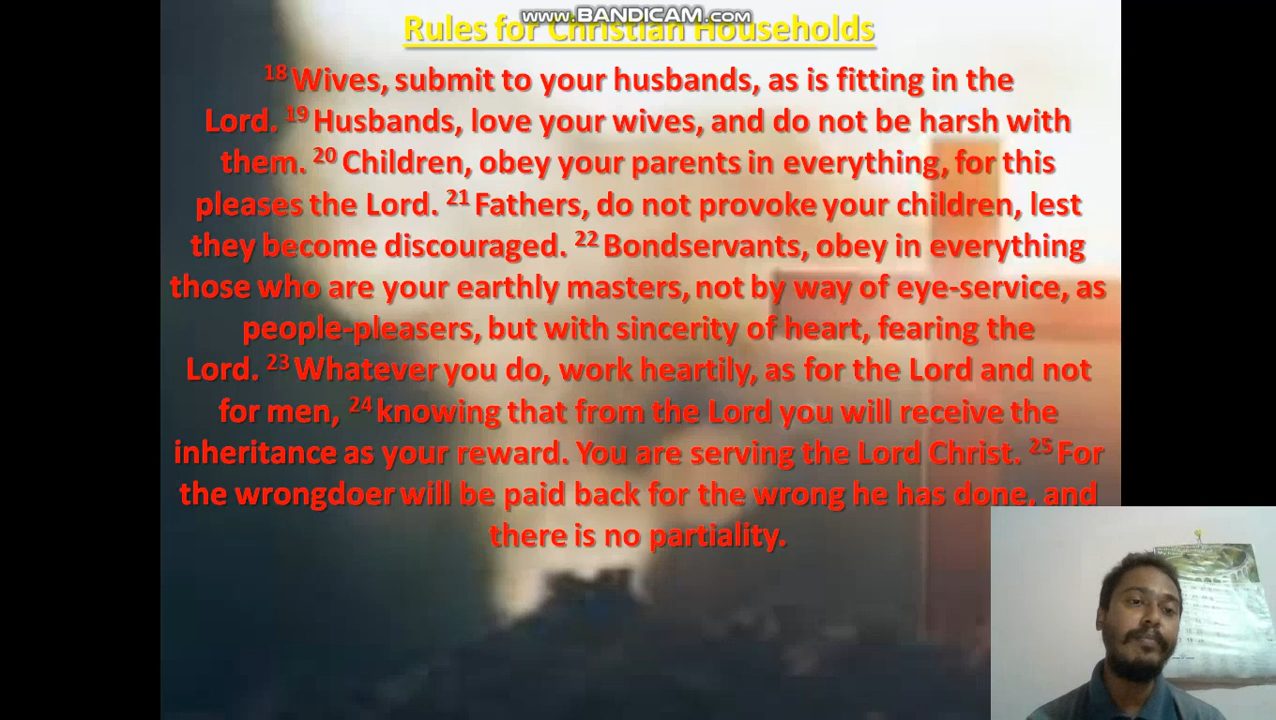 www.BANDICAM.com
Rules for Christian Households
18 Wives, submit to your husbands, as is fitting in the
Lord. 19 Husbands, love your wives, and do not be harsh with
them. 20 Children, obey your parents in everything, for this
pleases the Lord. 21 Fathers, do not provoke your children, lest
they become discouraged. 22 Bondservants, obey in everything
those who are your earthly masters, not by way of eye-service, as
people-pleasers, but with sincerity of heart, fearing the
Lord. 23 Whatever you do, work heartily, as for the Lord and not
for men, 24 knowing that from the Lord you will receive the
inheritance as your reward. You are serving the Lord Christ. 25 For
the wrongdoer will be paid back for the wrong he has done, and
there is no partiality.